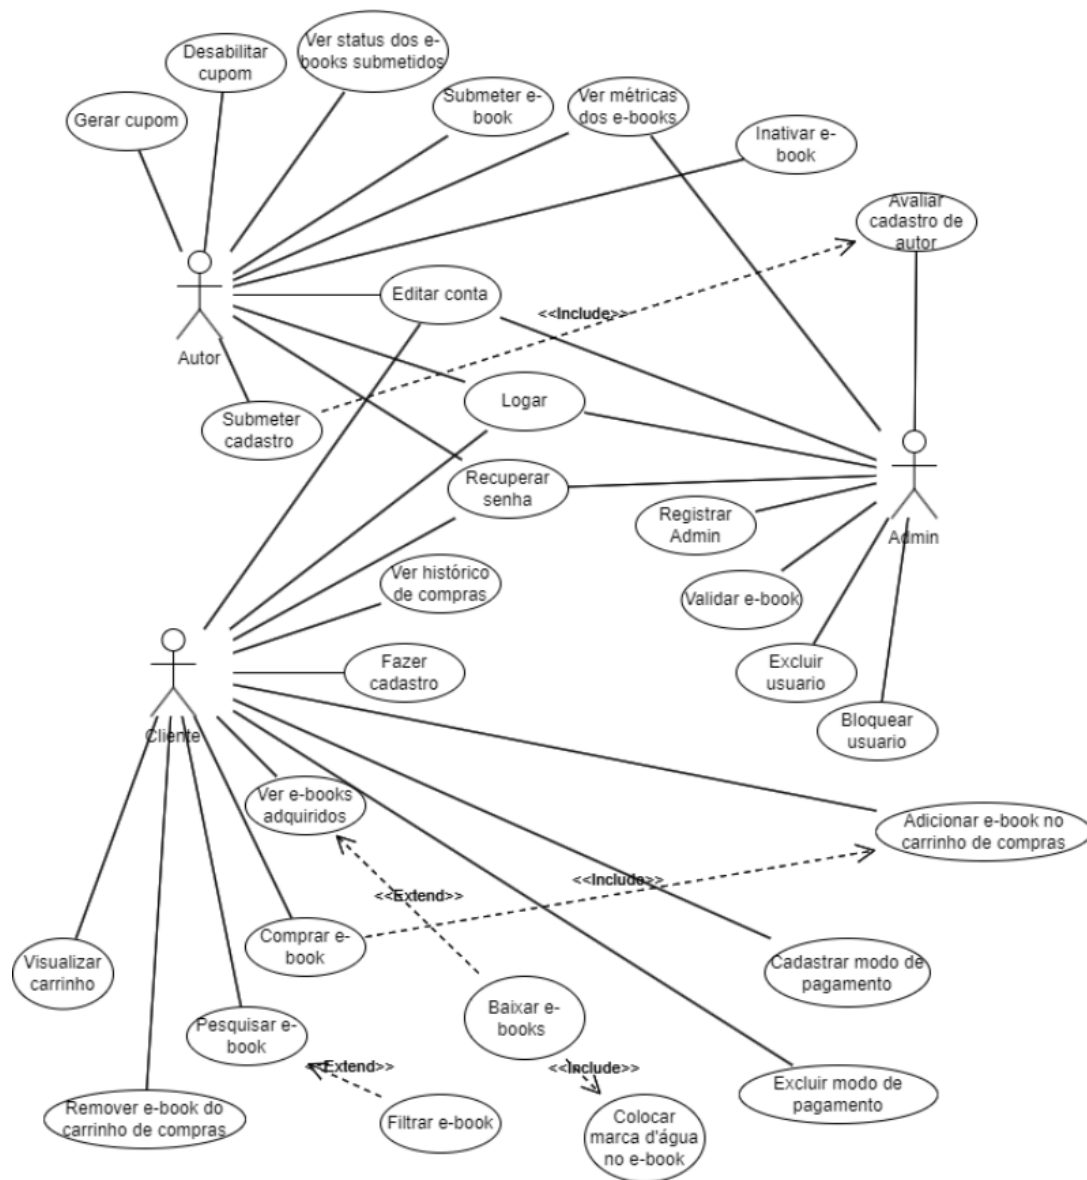 Ver status dos e-
books submetidos
Desabilitar
cupom
Submeter e-
book
Ver métricas
dos e-books
Gerar cupom
Inativar e-
book
Avaliar
cadastro de
autor
Editar conta
<<Include>>
Autor
Logar
Submeter
cadastro
Recuperar
senha
Registrar
Admin
Admin
Ver histórico
de compras
Validar e-book
Fazer
cadastro
Excluir
usuario
Bloquear
usuario
Cliente
Ver e-books
adquiridos
Adicionar e-book no
carrinho de compras
<<Include>>
<<Extend>>
Comprar e-
book
Visualizar
carrinho
Cadastrar modo de
pagamento
Baixar e-
books
Pesquisar e-
book
<<Extend>>
<<Include>>
Excluir modo de
pagamento
Remover e-book do
carrinho de compras
Filtrar e-book
Colocar
marca d'água
no e-book